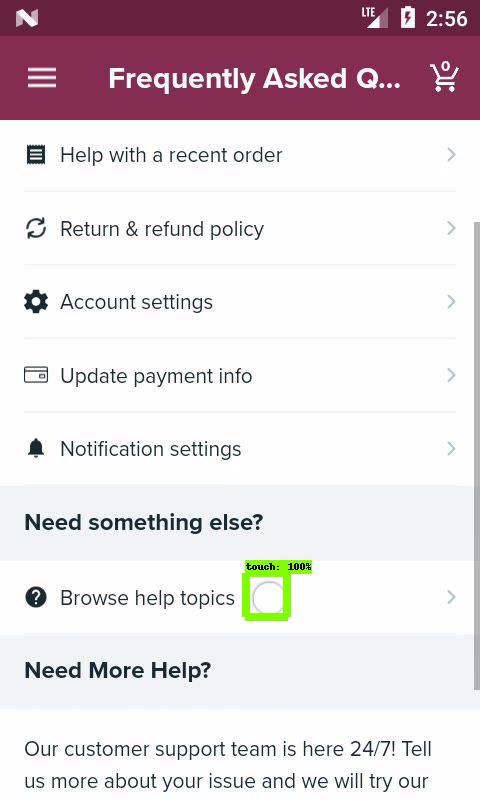 LTE
2:56
Frequently Asked Q...
0
Help with a recent order
Return & refund policy
Account settings
Update payment info
Notification settings
Need something else?
touch: 100%
Browse help topics
Need More Help?
Our customer support team is here 24/7! Tell
us more about your issue and we will try our